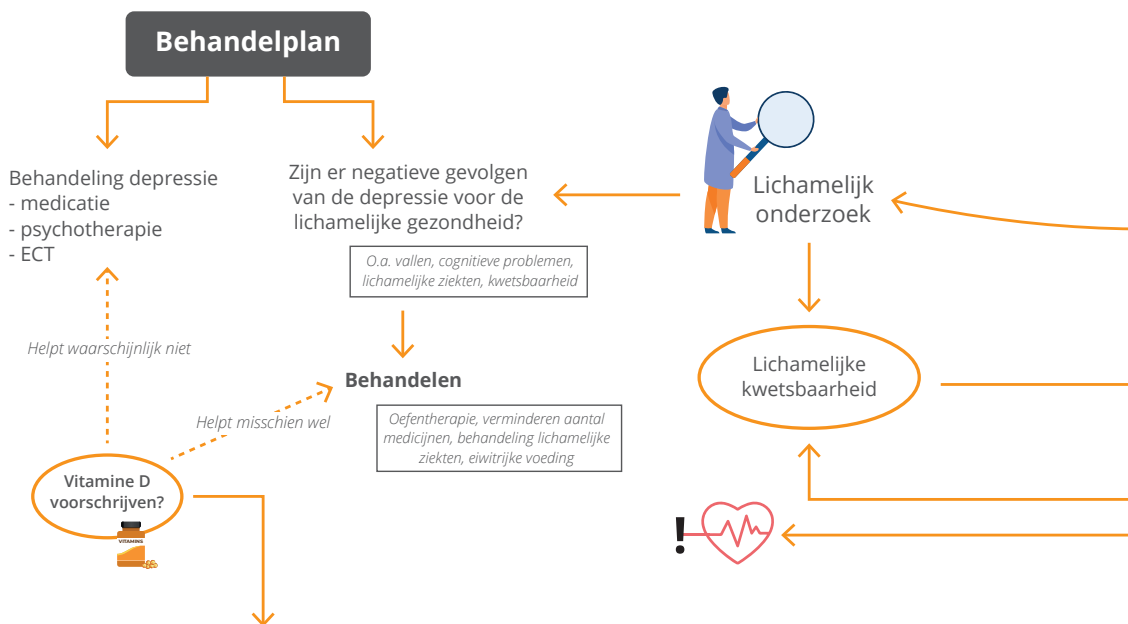 Behandelplan
Behandeling depressie
- medicatie
- psychotherapie
- ECT
Zijn er negatieve gevolgen
van de depressie voor de
lichamelijke gezondheid?
O.a. vallen, cognitieve problemen,
lichamelijke ziekten, kwetsbaarheid
Lichamelijk
onderzoek
Helpt waarschijnlijk niet
Behandelen
Lichamelijke
kwetsbaarheid
Helpt misschien wel
Oefentherapie, verminderen aantal
medicijnen, behandeling lichamelijke
ziekten, eiwitrijke voeding
Vitamine D
voorschrijven?
VITAMINS
!